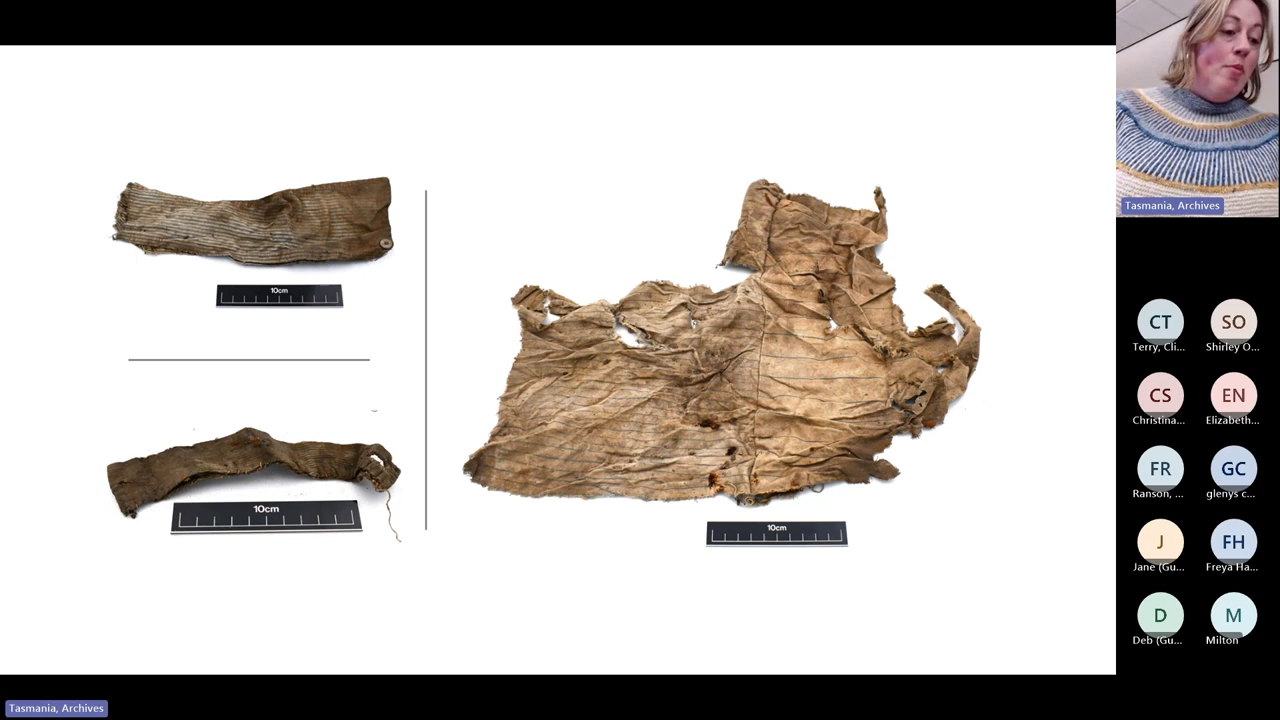 10cm
10cm
10cm
Tasmania, Archives
CT
SO
Terry, Cli...
Shirley O...
CS
EN
Christina...
Elizabeth...
FR
GC
Ranson, ...
glenys c...
J
FH
Jane (Gu...
Freya Ha...
D
M
Deb (Gu...
Milton
Tasmania, Archives